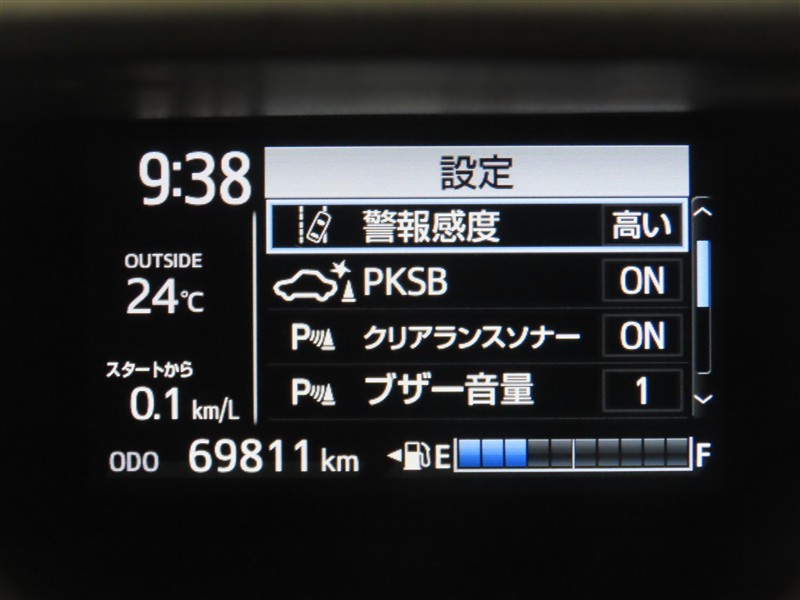 9:38
設定
警報感度 高い
OUTSIDE
24℃
PKSB ON
P クリアランスソナー ON
スタートから
0.1 km/L
P ブザー音量 1
ODO 69811 km
E F